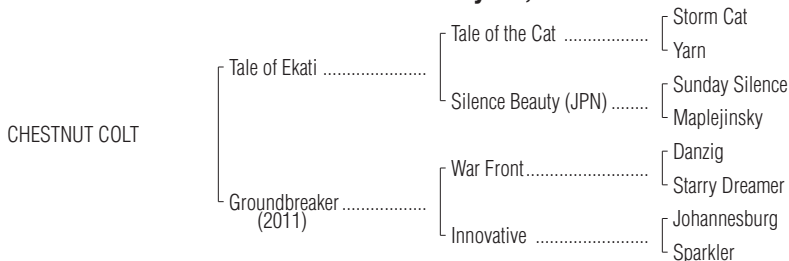 Storm Cat
Tale of the Cat ..................
Yarn
Tale of Ekati ......................
Sunday Silence
Silence Beauty (JPN) ........
Maplejinsky
CHESTNUT COLT
Danzig
War Front..........................
Starry Dreamer
Groundbreaker ..................
(2011)
Johannesburg
Innovative ........................
Sparkler